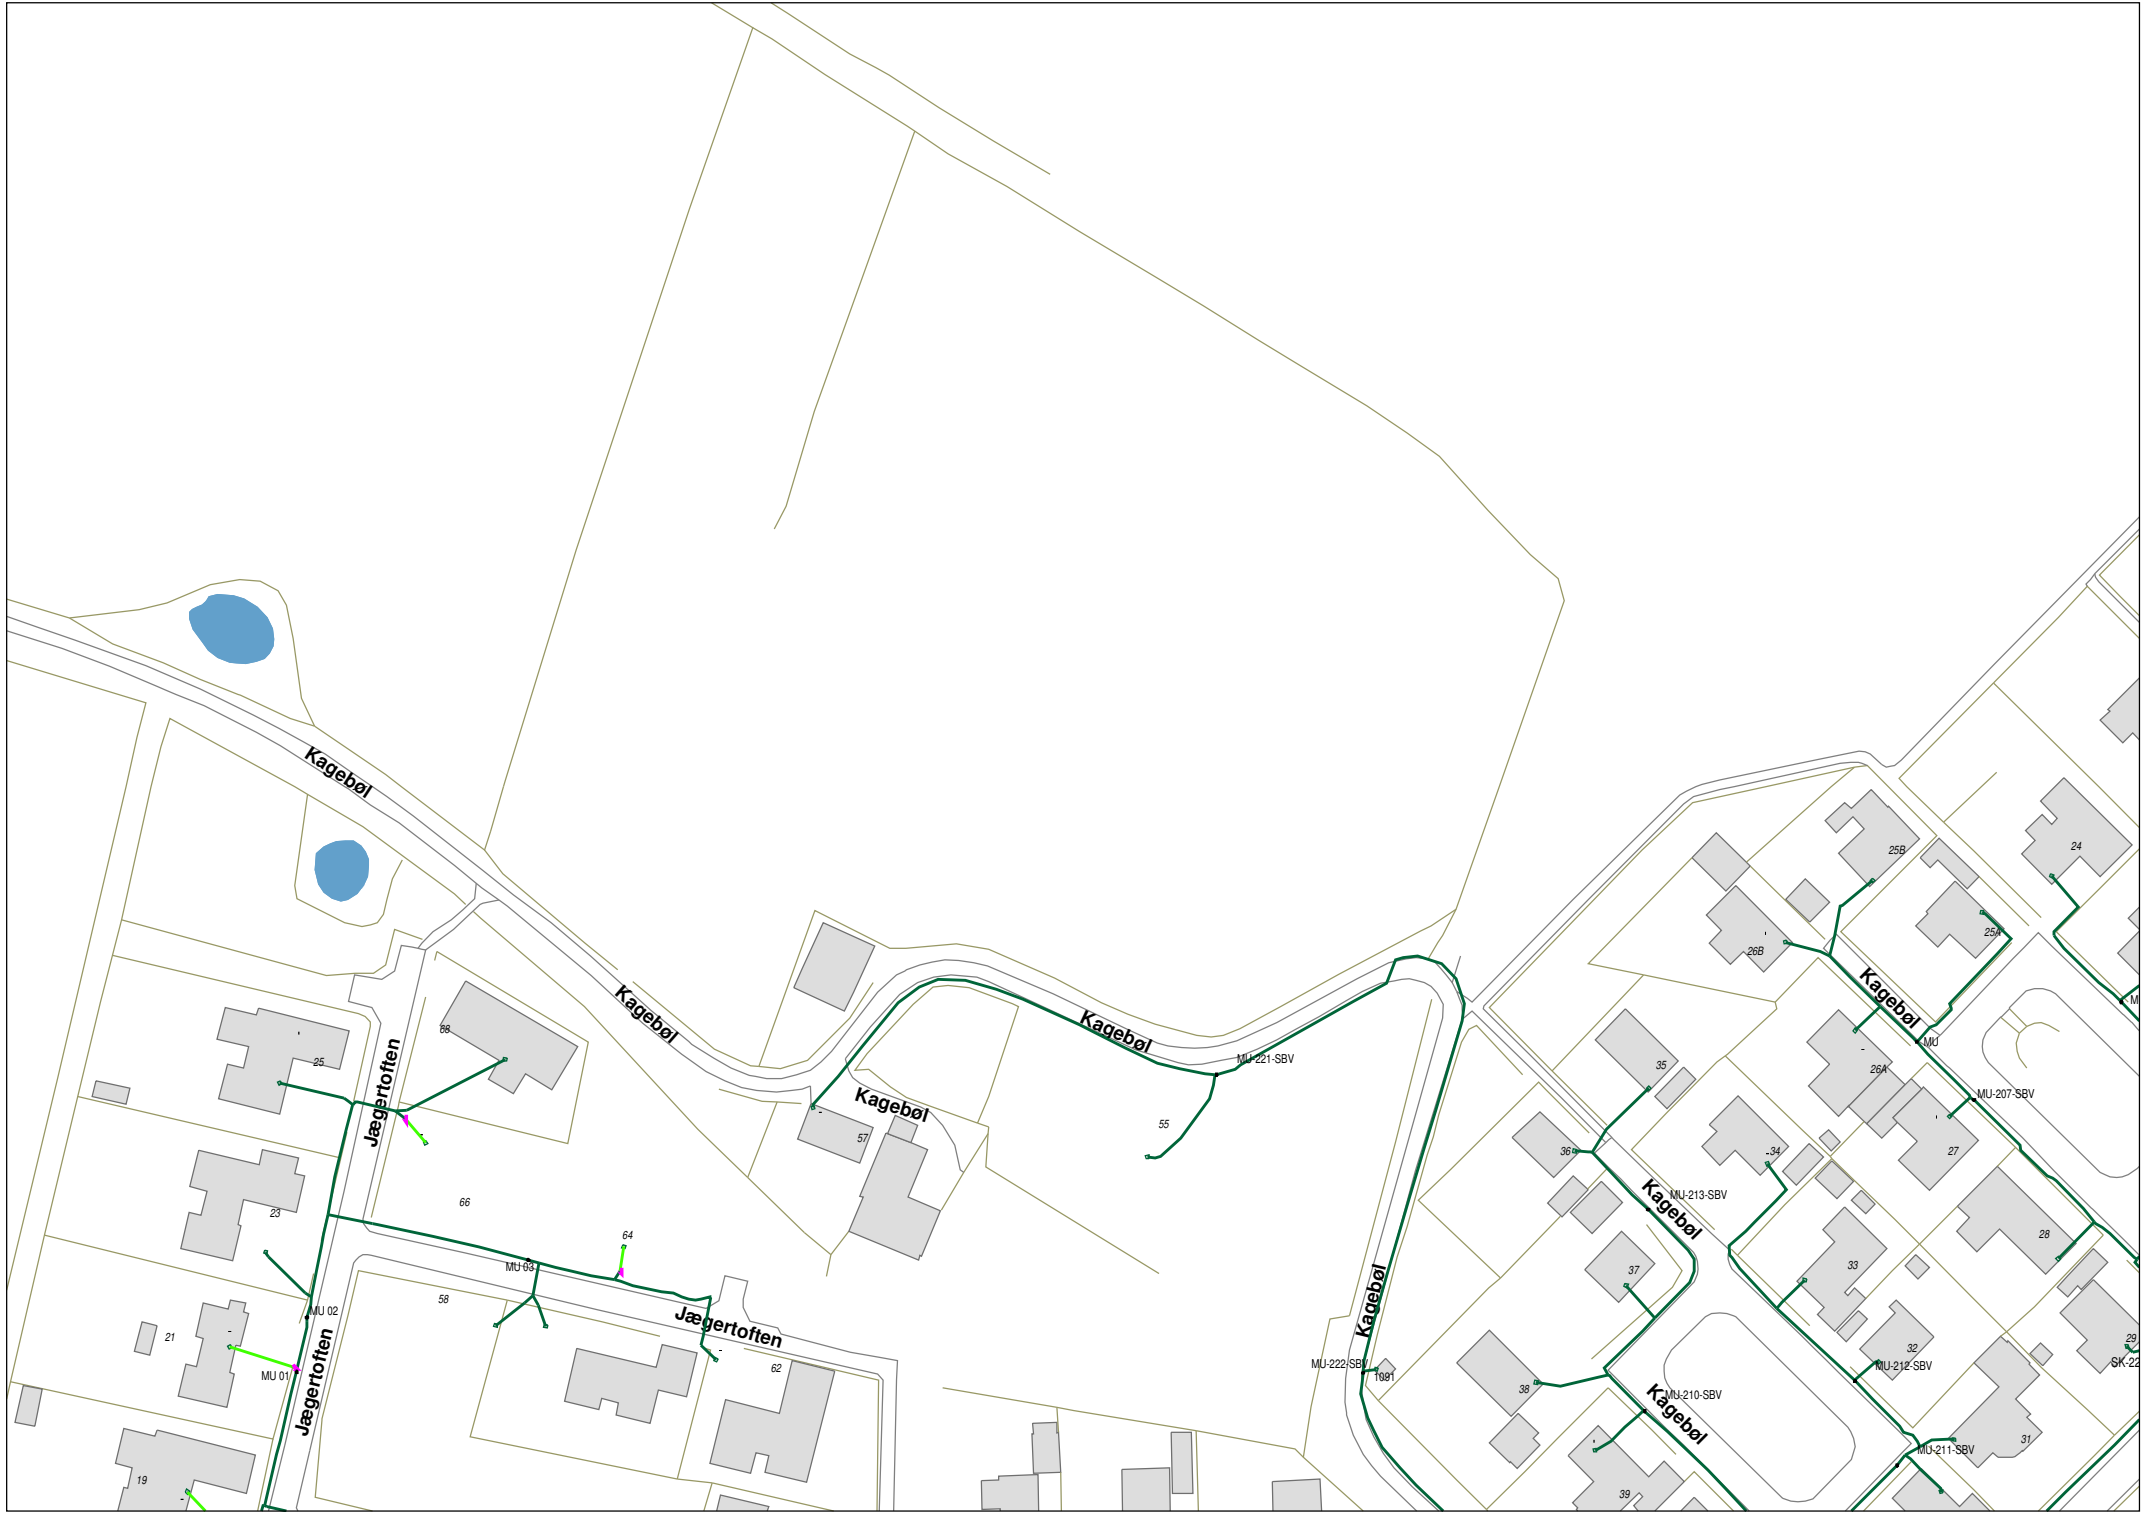 Kagebøl
24
25B
25A
26B
Kagebøl
Kagebøl
Kagebøl
68
MU
MU-221-SBV
25
Jægertoften
35
26A
MU-207-SBV
Kagebøl
55
57
36
34
27
MU-213-SBV
Kagebøl
66
23
64
28
MU 03
33
37
58
Kagebøl
MU 02
Jægertoften
21
29
32
62
MU-222-SBV
1091
MU-212-SBV
SK-22
MU 01
38
MU-210-SBV
Kagebøl
Jægertoften
31
MU-211-SBV
19
39